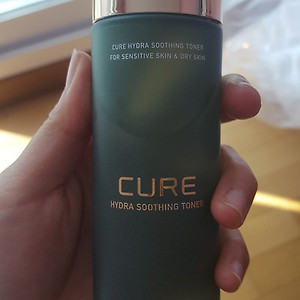 CURE HYDRA SOOTHING TONER
FOR SENSITIVE SKIN & DRY SKIN
CURE
HYDRA SOOTHING TONER